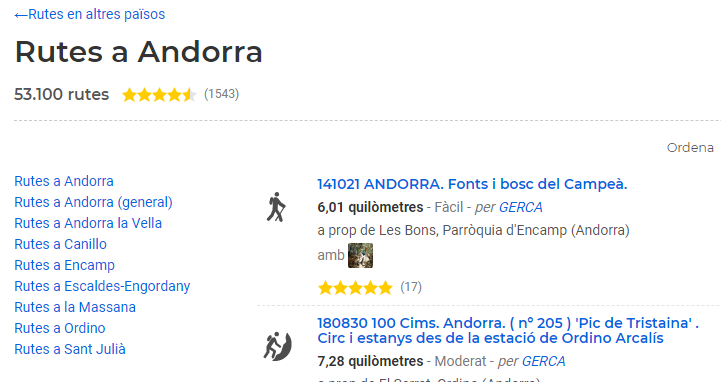 ←Rutes en altres països
Rutes a Andorra
53.100 rutes (1543)
Ordena
Rutes a Andorra
Rutes a Andorra (general)
Rutes a Andorra la Vella
Rutes a Canillo
Rutes a Encamp
Rutes a Escaldes-Engordany
Rutes a la Massana
Rutes a Ordino
Rutes a Sant Julià
141021 ANDORRA. Fonts i bosc del Campeà.
6,01 quilòmetres - Fàcil - per GERCA
a prop de Les Bons, Parròquia d'Encamp (Andorra)
amb
(17)
180830 100 Cims. Andorra. ( nº 205 ) 'Pic de Tristaina' .
Circ i estanys des de la estació de Ordino Arcalís
7,28 quilòmetres - Moderat - per GERCA
a prop de El Serrat, Ordino (Andorra)